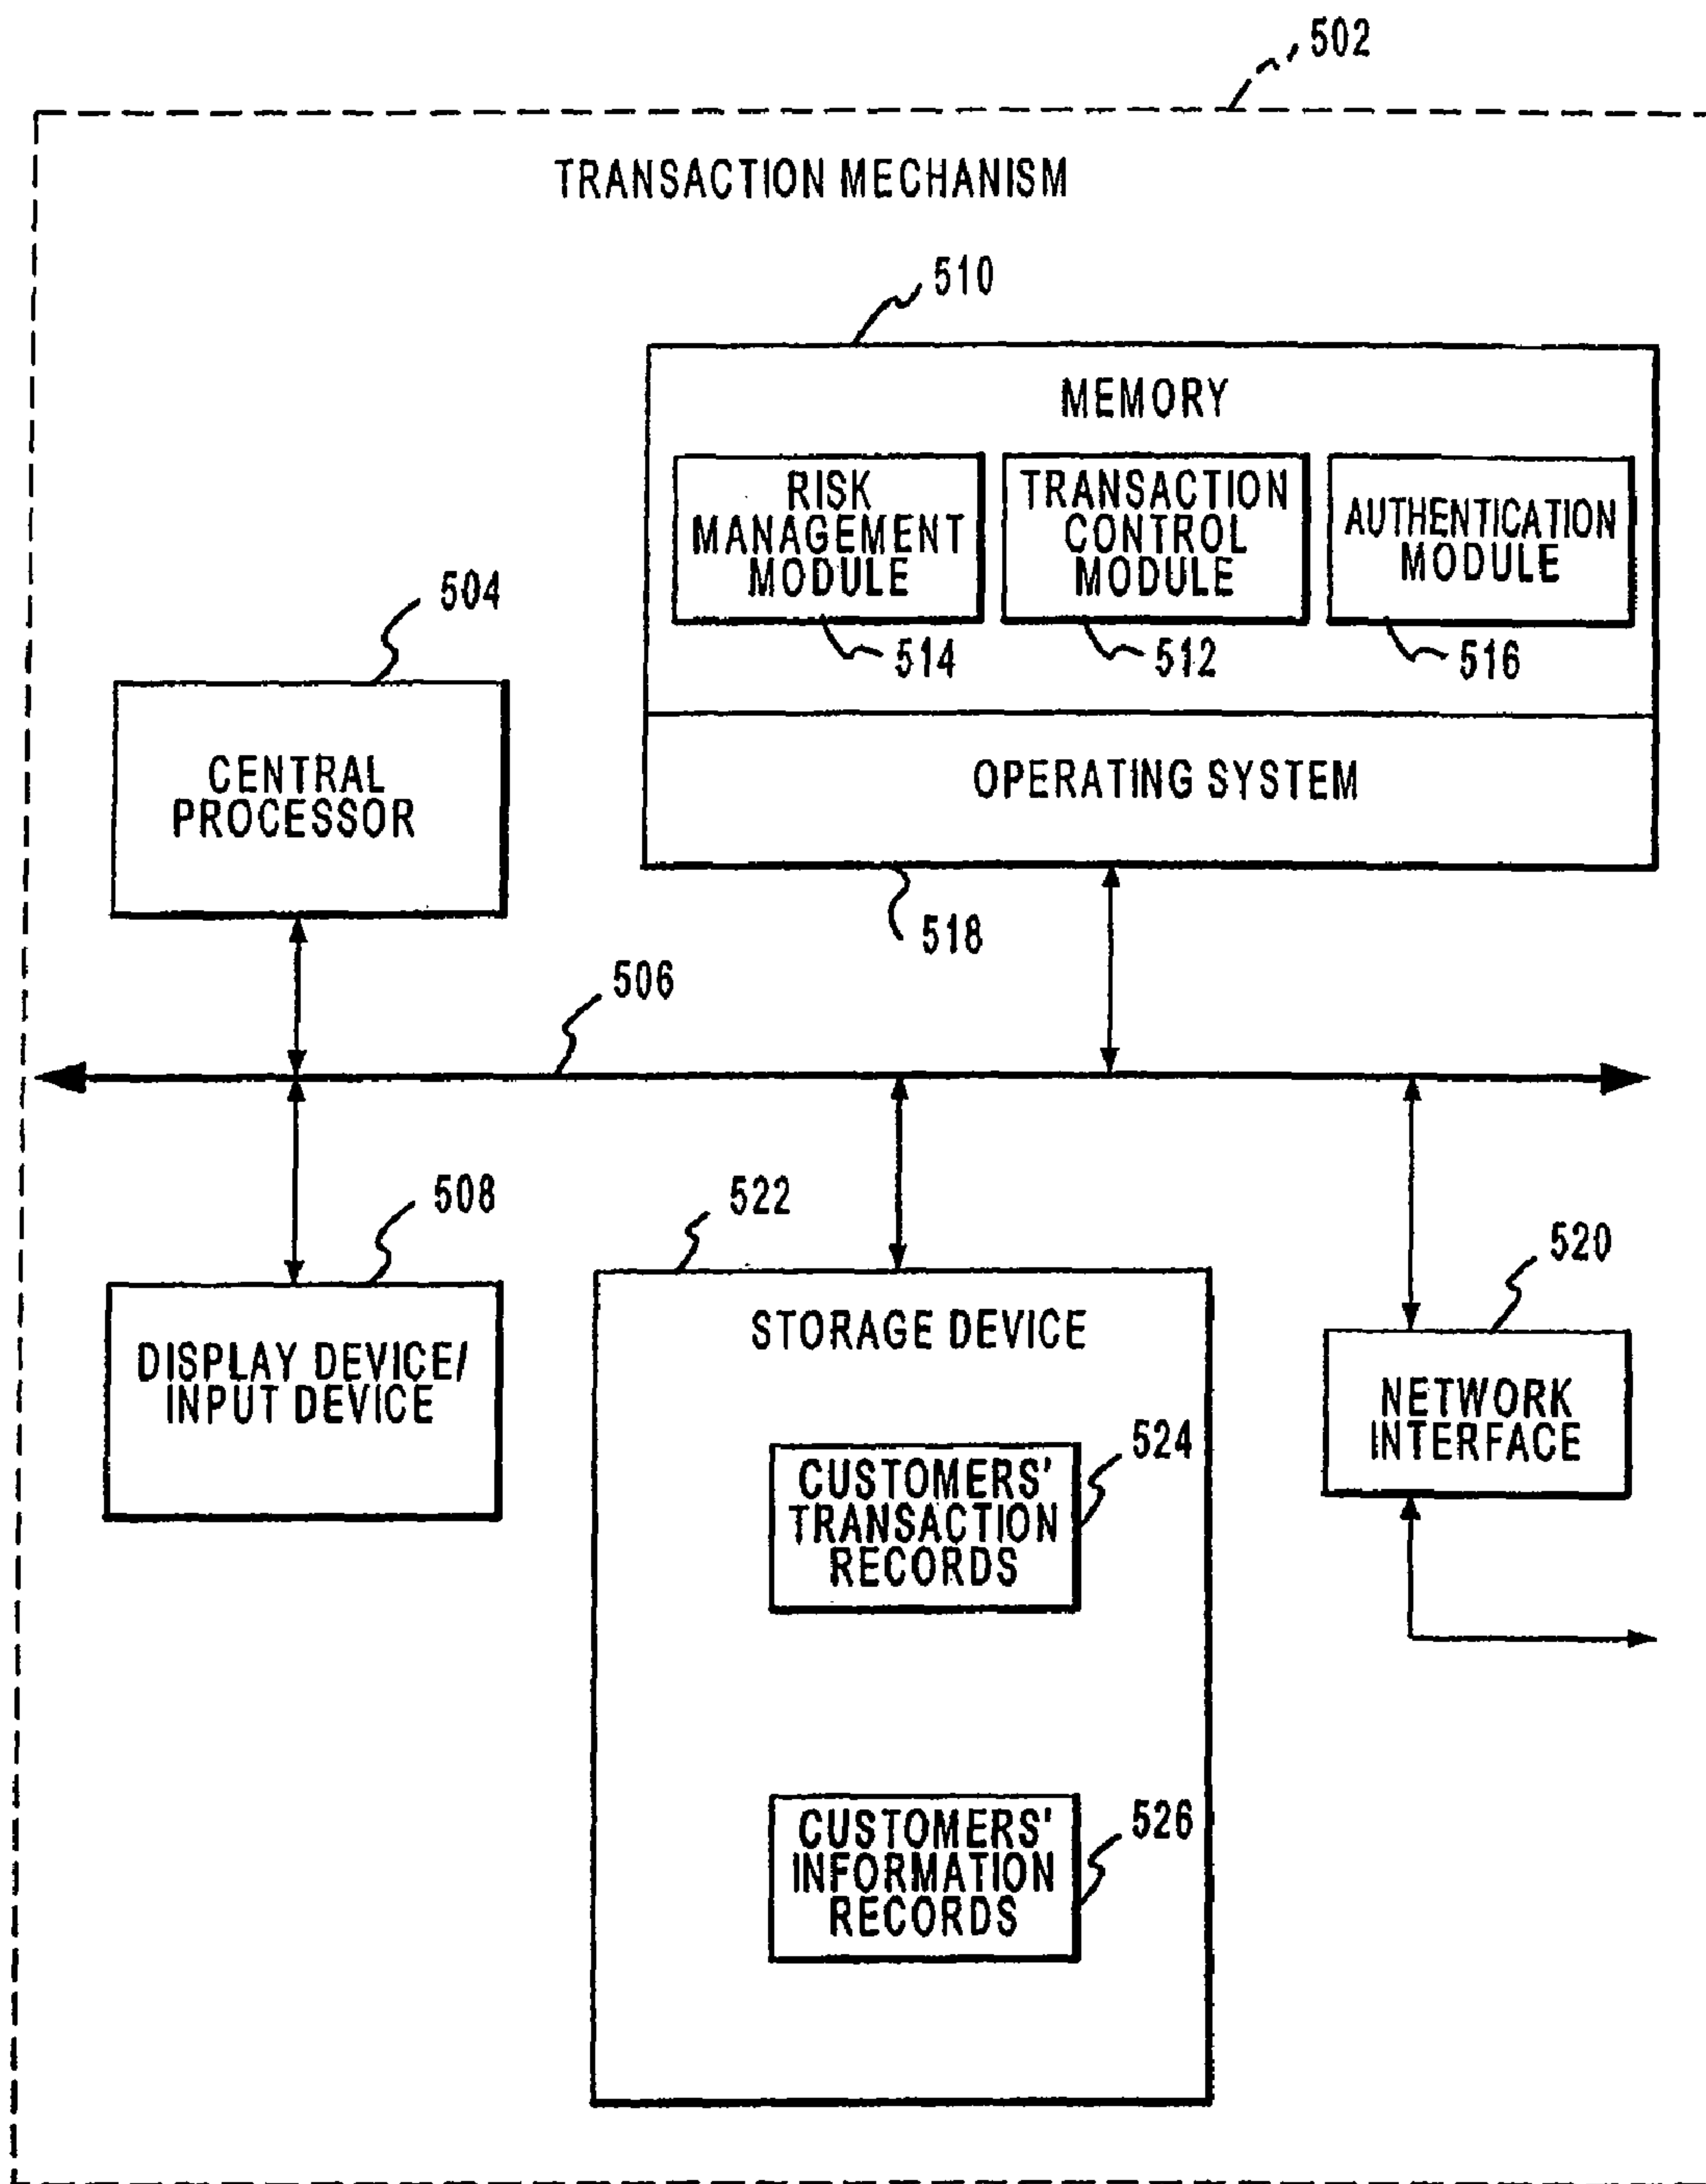 502
TRANSACTION MECHANISM
510
MEMORY
RISK
MANAGEMENT
MODULE
514
TRANSACTION
CONTROL
MODULE
512
AUTHENTICATION
MODULE
516
504
CENTRAL
PROCESSOR
OPERATING SYSTEM
518
506
508
DISPLAY DEVICE/
INPUT DEVICE
522
STORAGE DEVICE
524
CUSTOMERS'
TRANSACTION
RECORDS
526
CUSTOMERS'
INFORMATION
RECORDS
520
NETWORK
INTERFACE